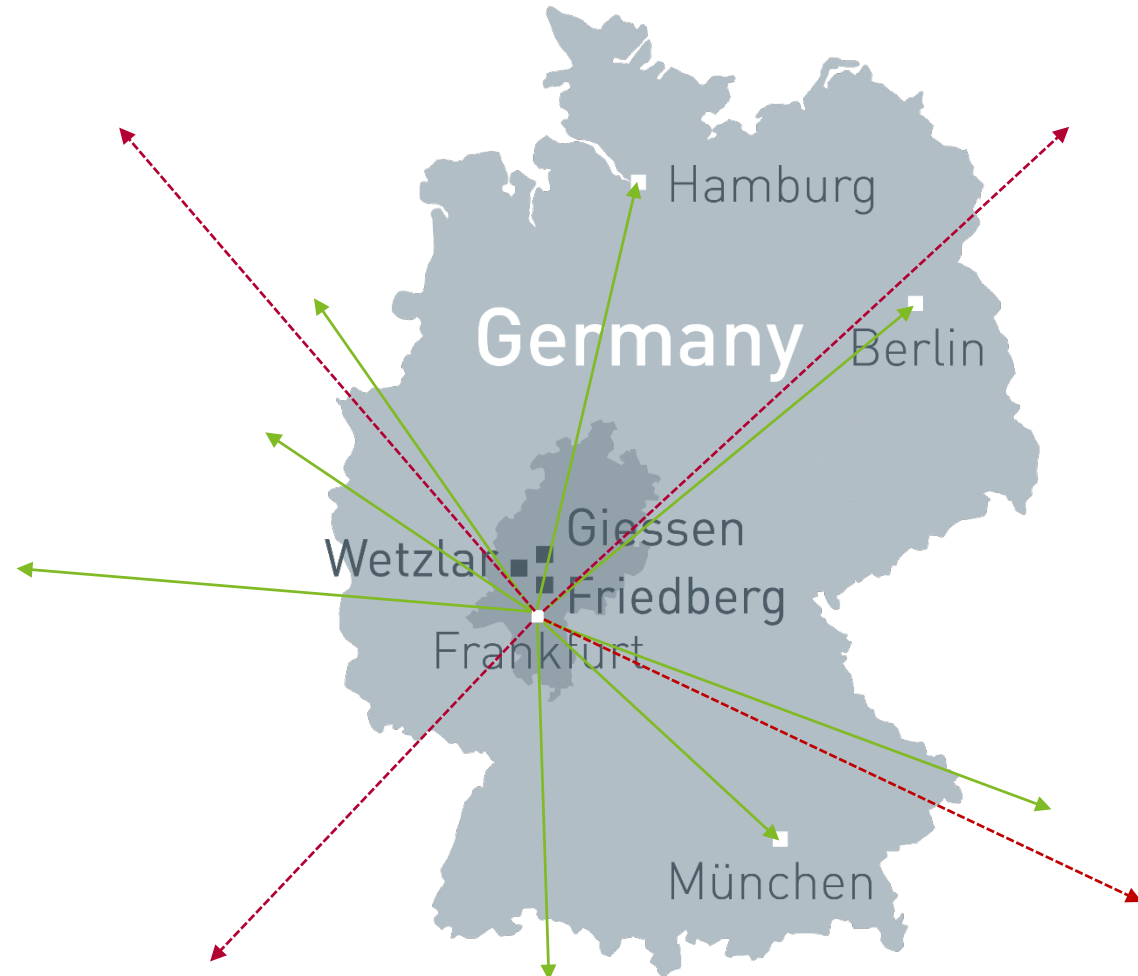 Hamburg
Germany
Berlin
Giessen
Wetzlar
Friedberg
Frankfurt
München